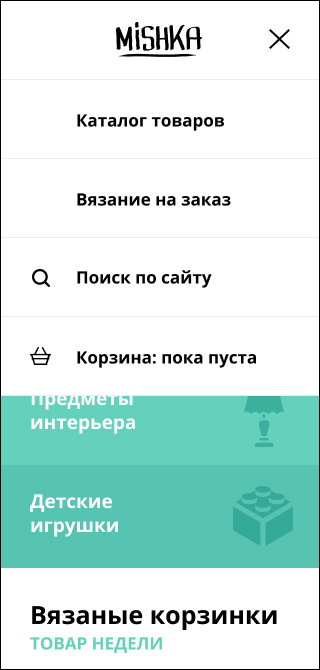 MiSHKA
Каталог товаров
Вязание на заказ
Поиск по сайту
Корзина: пока пуста
Предметы
интерьера
Детские
игрушки
Вязаные корзинки
ТОВАР НЕДЕЛИ